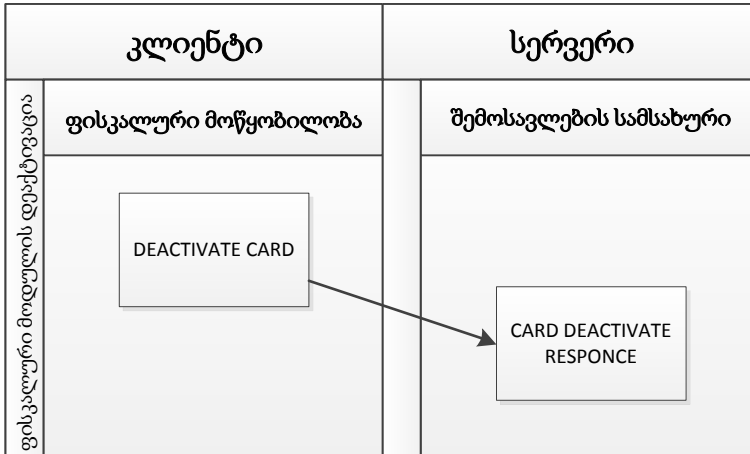 კლიენტი
სერვერი
ფისკალური მოდულის დეაქტივაცია
ფისკალური მოწყობილობა
შემოსავლების სამსახური
DEACTIVATE CARD
CARD DEACTIVATE
RESPONCE